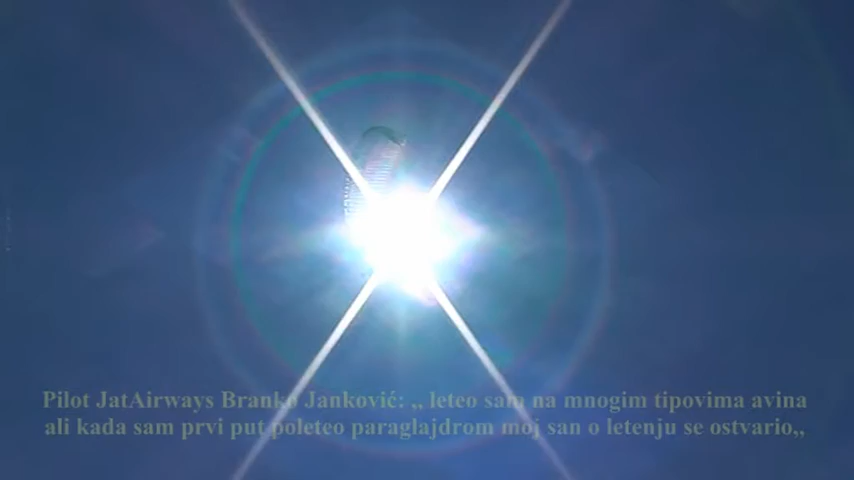 Pilot JatAirways Branko Janković: „ leteo sam na mnogim tipovima avina
ali kada sam prvi put poleteo paraglajdrom moj san o letenju se ostvario„